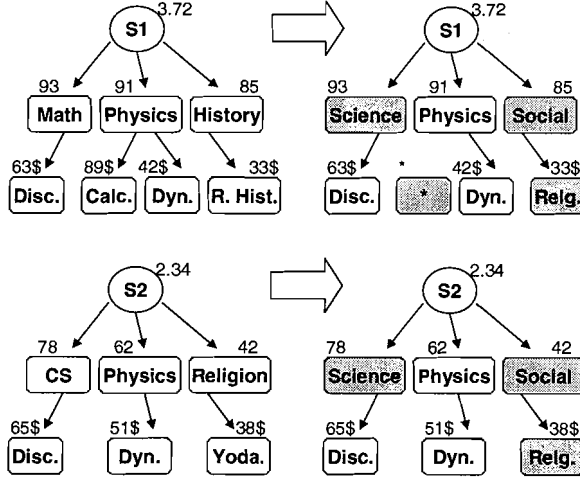 3.72 3.72
S1 S1
93 91 85 93 91 85
Math Physics History Science Physics Social
63$ 89$ 42$ 33$ 63$ * 42$ 33$
Disc. Calc. Dyn. R. Hist. Disc. * Dyn. Relg.
2.34 2.34
S2 S2
78 62 42 78 62 42
CS Physics Religion Science Physics Social
65$ 51$ 38$ 65$ 51$ 38$
Disc. Dyn. Yoda. Disc. Dyn. Relg.